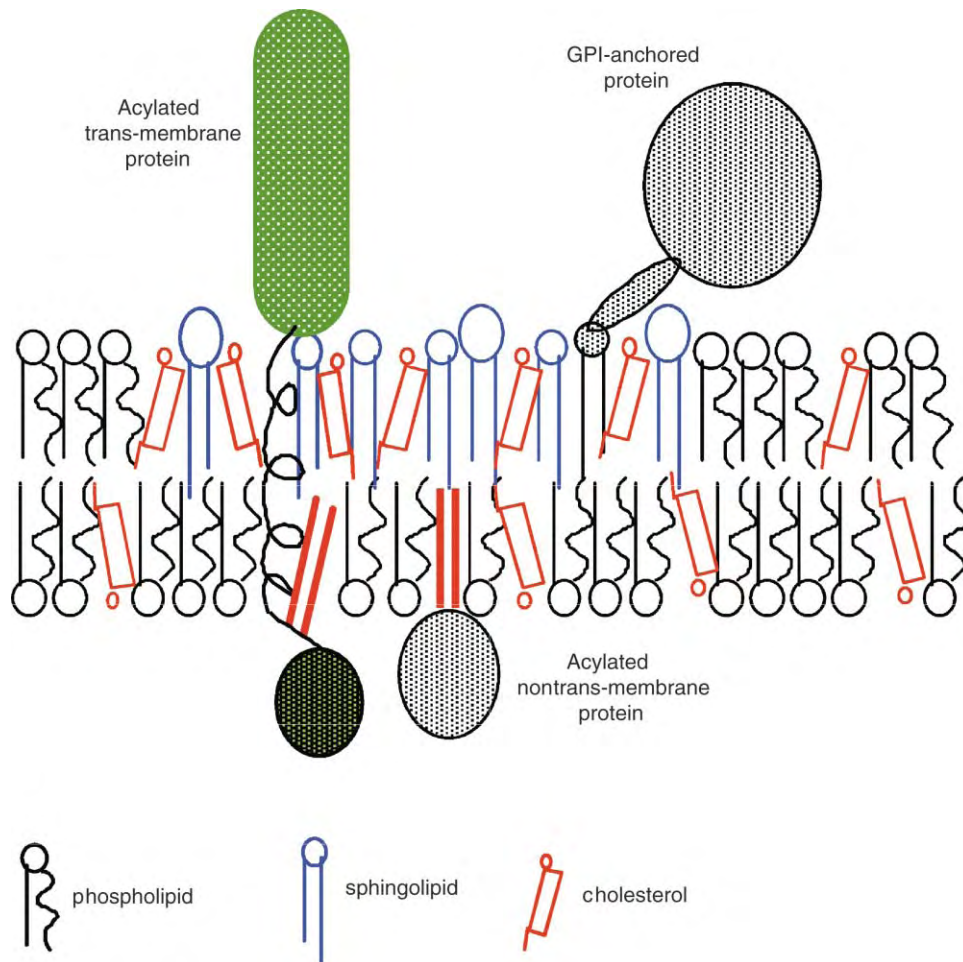 GPI-anchored
protein
Acylated
trans-membrane
protein
Acylated
nontrans-membrane
protein
phospholipid
sphingolipid
cholesterol